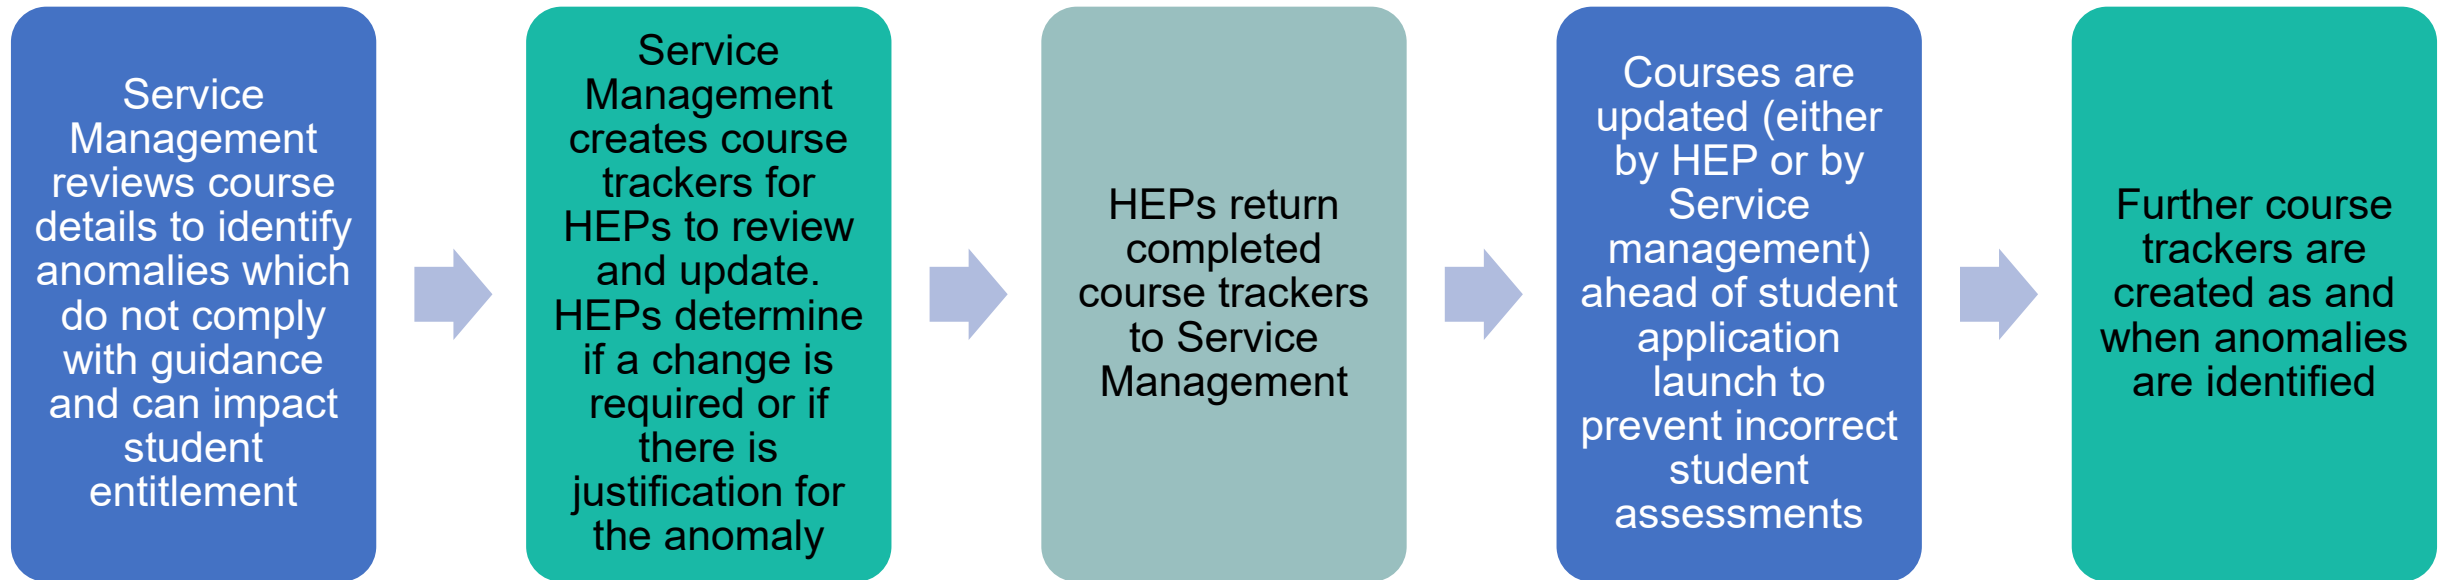 Service
Management
reviews course
details to identify
anomalies which
do not comply
with guidance
and can impact
student
entitlement
Service
Management
creates course
trackers for
HEPs to review
and update.
HEPs determine
if a change is
required or if
there is
justification for
the anomaly
HEPs return
completed
course trackers
to Service
Management
Courses are
updated (either
by HEP or by
Service
management)
ahead of student
application
launch to
prevent incorrect
student
assessments
Further course
trackers are
created as and
when anomalies
are identified